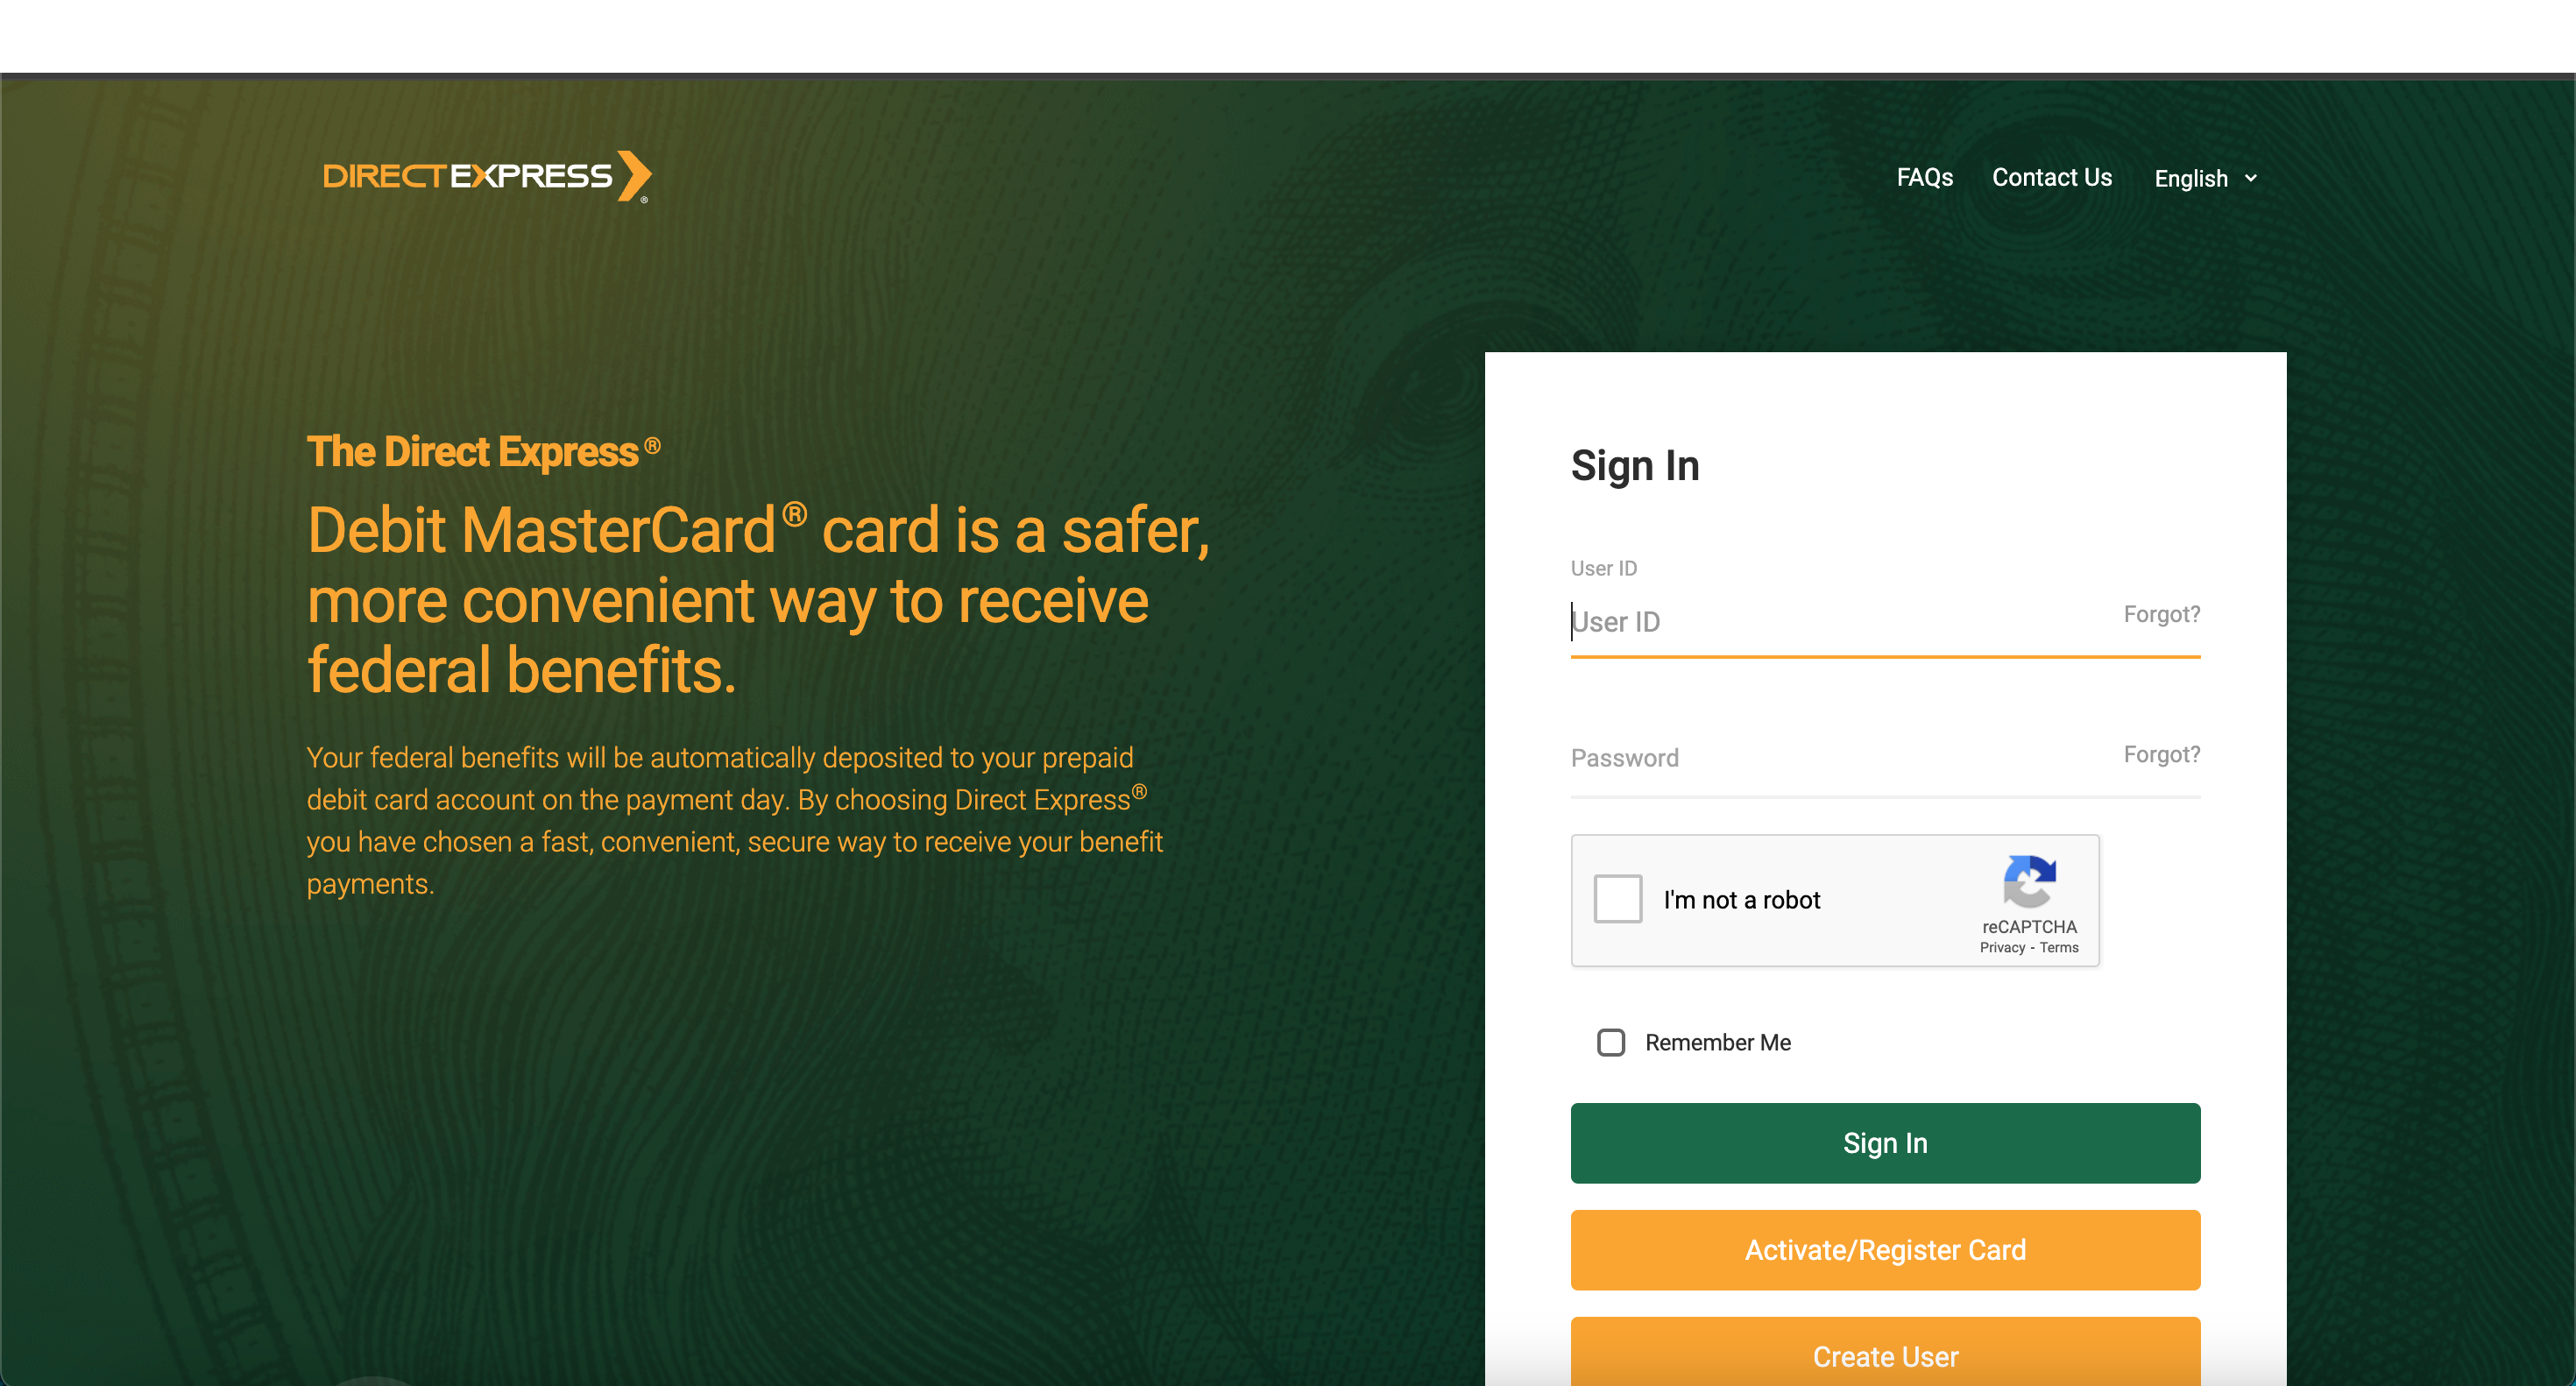 DIRECTEXPRESS®
FAQs
Contact Us
English
The Direct Express®
Debit MasterCard® card is a safer,
more convenient way to receive
federal benefits.
Your federal benefits will be automatically deposited to your prepaid
debit card account on the payment day. By choosing Direct Express®
you have chosen a fast, convenient, secure way to receive your benefit
payments.
Sign In
User ID
User ID
Forgot?
Password
Forgot?
I'm not a robot
reCAPTCHA
Privacy - Terms
Remember Me
Sign In
Activate/Register Card
Create User